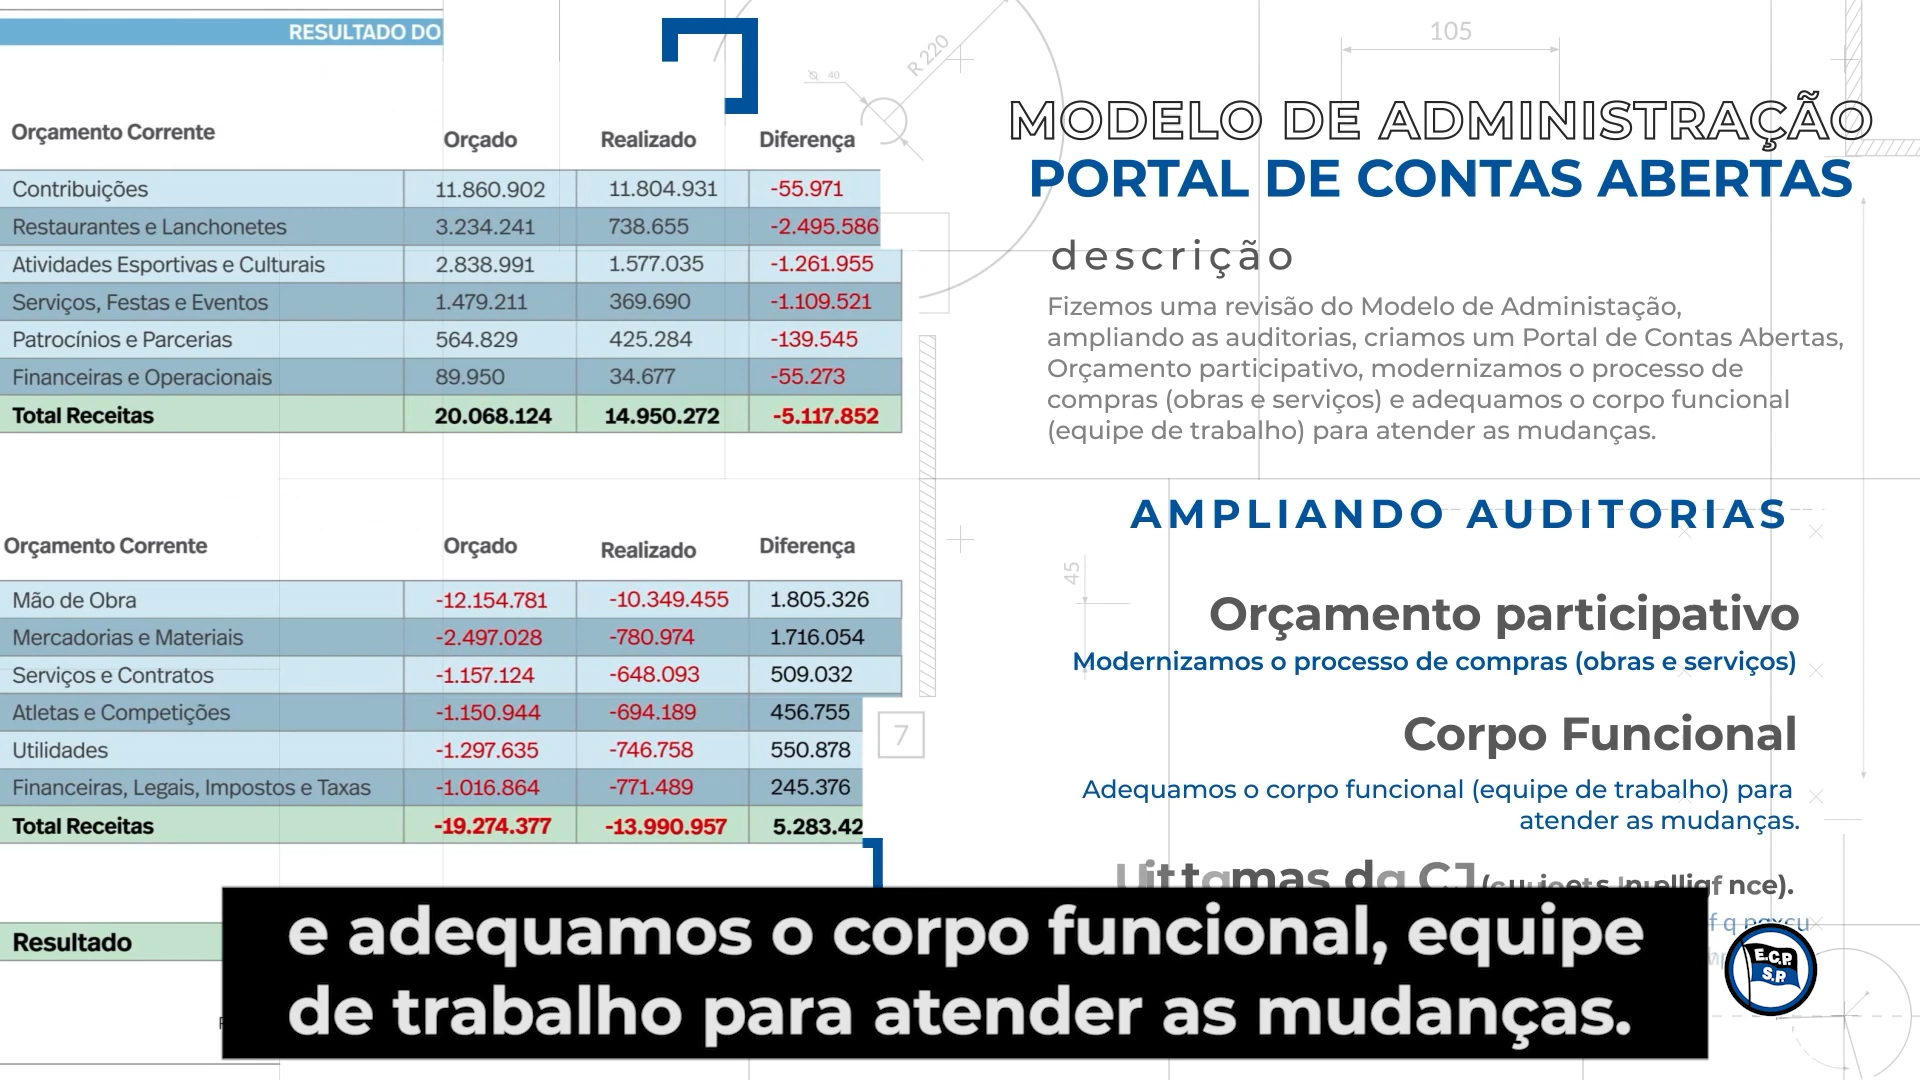 RESULTADO DO
Orçamento Corrente Orçado Realizado Diferença
Contribuições 11.860.902 11.804.931 -55.971
Restaurantes e Lanchonetes 3.234.241 738.655 -2.495.586
Atividades Esportivas e Culturais 2.838.991 1.577.035 -1.261.955
Serviços, Festas e Eventos 1.479.211 369.690 -1.109.521
Patrocínios e Parcerias 564.829 425.284 -139.545
Financeiras e Operacionais 89.950 34.677 -55.273
Total Receitas 20.068.124 14.950.272 -5.117.852
Orçamento Corrente Orçado Realizado Diferença
Mão de Obra -12.154.781 -10.349.455 1.805.326
Mercadorias e Materiais -2.497.028 -780.974 1.716.054
Serviços e Contratos -1.157.124 -648.093 509.032
Atletas e Competições -1.150.944 -694.189 456.755
Utilidades -1.297.635 -746.758 550.878
Financeiras, Legais, Impostos e Taxas -1.016.864 -771.489 245.376
Total Receitas -19.274.377 -13.990.957 5.283.42
Resultado
R 220
40
105
MODELO DE ADMINISTRAÇÃO
PORTAL DE CONTAS ABERTAS
descrição
Fizemos uma revisão do Modelo de Administação,
ampliando as auditorias, criamos um Portal de Contas Abertas,
Orçamento participativo, modernizamos o processo de
compras (obras e serviços) e adequamos o corpo funcional
(equipe de trabalho) para atender as mudanças.
AMPLIANDO AUDITORIAS
45
Orçamento participativo
Modernizamos o processo de compras (obras e serviços)
7
Corpo Funcional
Adequamos o corpo funcional (equipe de trabalho) para
atender as mudanças.
e adequamos o corpo funcional, equipe
de trabalho para atender as mudanças.
E.C.P.
S.P.